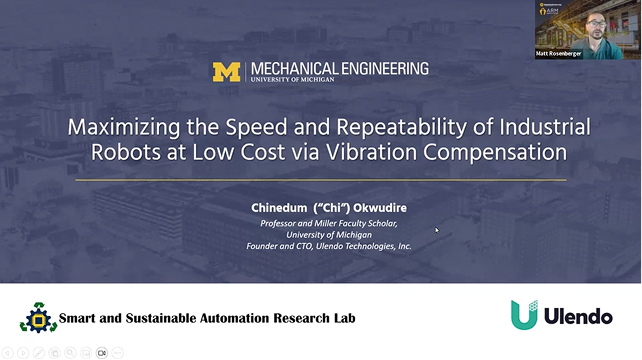 ARM
Matt Rosenberger
M
MECHANICAL ENGINEERING
UNIVERSITY OF MICHIGAN
Maximizing the Speed and Repeatability of Industrial
Robots at Low Cost via Vibration Compensation
Chinedum ("Chi") Okwudire
Professor and Miller Faculty Scholar,
University of Michigan
Founder and CTO, Ulendo Technologies, Inc.
Smart and Sustainable Automation Research Lab
Ulendo